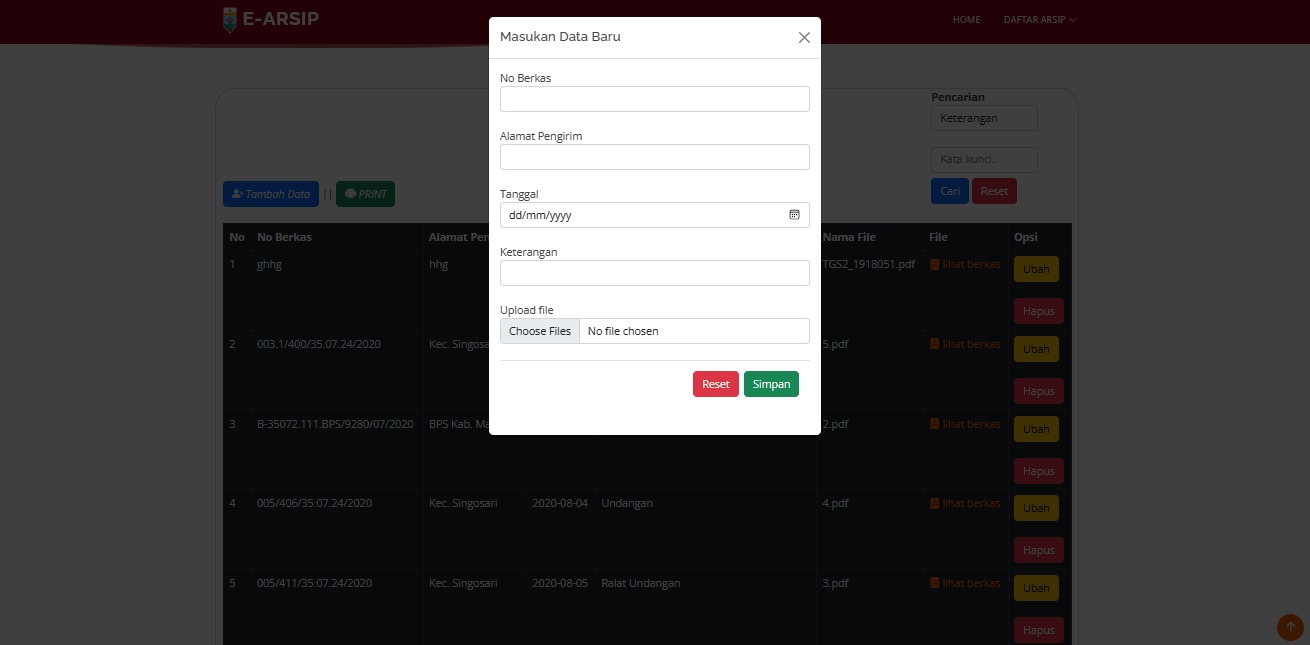 E-ARSIP
HOME
DAFTAR ARSIP
Masukan Data Baru
No Berkas
Alamat Pengirim
Tanggal
dd/mm/yyyy
Keterangan
Upload file
Choose Files No file chosen
Reset Simpan
Pencarian
Keterangan
Kata kunci..
Cari Reset
Tambah Data || PRINT
No No Berkas Alamat Nama File File Opsi
1 ghhg hhg TGS2_1918051.pdf lihat berkas Ubah
Hapus
2 003.1/400/35.07.24/2020 Kec. 5.pdf lihat berkas Ubah
Hapus
3 B-35072.111.BPS/9280/07/2020 BPS Kab. 2.pdf lihat berkas Ubah
Hapus
4 005/406/35.07.24/2020 Kec. Singosari 2020-08-04 Undangan 4.pdf lihat berkas Ubah
Hapus
5 005/411/35.07.24/2020 Kec. Singosari 2020-08-05 Ralat Undangan 3.pdf lihat berkas Ubah
Hapus